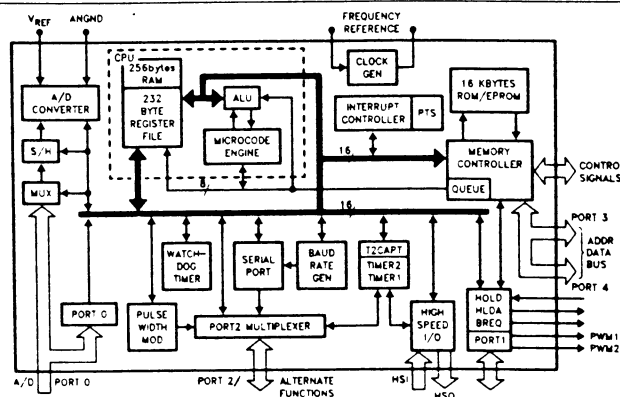 VREF ANGND
FREQUENCY
REFERENCE
CPU
256bytes
RAM
232
BYTE
REGISTER
FILE
ALU
MICROCODE
ENGINE
CLOCK
GEN
A/D
CONVERTER
S/H
MUX
INTERRUPT
CONTROLLER
PTS
16 KBYTES
ROM/EPROM
MEMORY
CONTROLLER
QUEUE
CONTROL
SIGNALS
16
8
16
PORT 3
ADDR
DATA
BUS
PORT 4
WATCH-
DOG
TIMER
SERIAL
PORT
BAUD
RATE
GEN
T2CAPT
TIMER2
TIMER1
PORT 0
PULSE
WIDTH
MOD
PORT2 MULTIPLEXER
HIGH
SPEED
I/O
HOLD
HLDA
BREQ
PORT1
PWM1
PWM2
A/D PORT 0
PORT 2/ ALTERNATE
FUNCTIONS
HSI
HSO